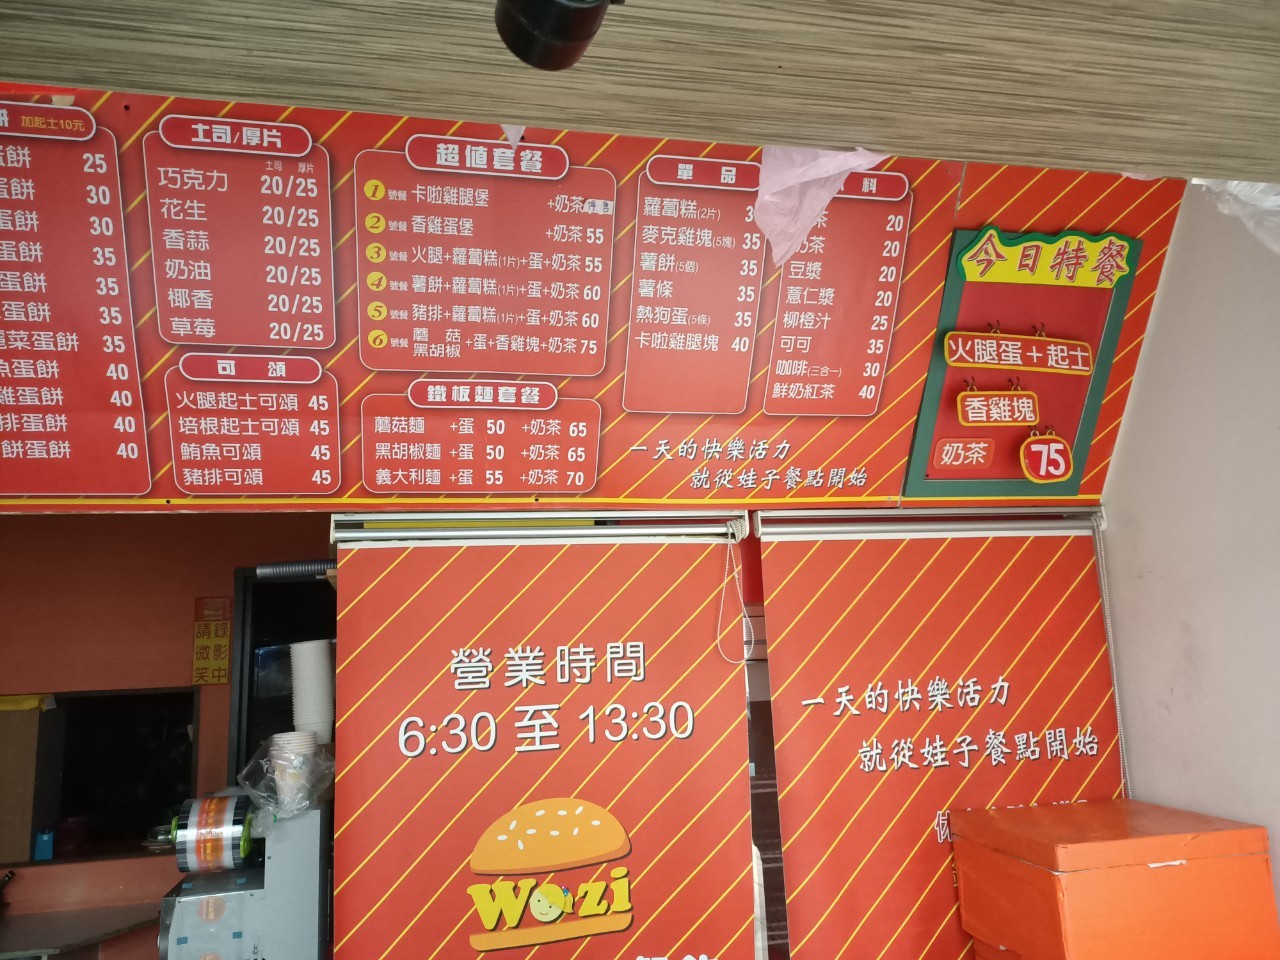 餅 加起士10元
蛋餅 25
蛋餅 30
蛋餅 30
蛋餅 35
蛋餅 35
蛋餅 35
菜蛋餅 35
蛋餅 40
雞蛋餅 40
排蛋餅 40
餅蛋餅 40
土司/厚片
土司 厚片
巧克力 20/25
花生 20/25
香蒜 20/25
奶油 20/25
椰香 20/25
草莓 20/25
可頌
火腿起士可頌 45
培根起士可頌 45
鮪魚可頌 45
豬排可頌 45
超值套餐
1 號餐 卡啦雞腿堡 +奶茶
2 號餐 香雞蛋堡 +奶茶 55
3 號餐 火腿+蘿蔔糕(1片)+蛋+奶茶 55
4 號餐 薯餅+蘿蔔糕(1片)+蛋+奶茶 60
5 號餐 豬排+蘿蔔糕(1片)+蛋+奶茶 60
6 號餐 蘑菇 黑胡椒 +蛋+香雞塊+奶茶 75
鐵板麵套餐
蘑菇麵 +蛋 50 +奶茶 65
黑胡椒麵 +蛋 50 +奶茶 65
義大利麵 +蛋 55 +奶茶 70
單品
蘿蔔糕(2片)
麥克雞塊(5塊) 35
薯餅(5個) 35
薯條 35
熱狗蛋(5條) 35
卡啦雞腿塊 40
料
茶 20
奶茶 20
豆漿 20
薏仁漿 20
柳橙汁 25
可可 35
咖啡(三合一) 30
鮮奶紅茶 40
一天的快樂活力
就從娃子餐點開始
今日特餐
火腿蛋+起士
香雞塊
奶茶 75
請錄
微影
笑中
營業時間
6:30 至 13:30
Wazi
一天的快樂活力
就從娃子餐點開始
休